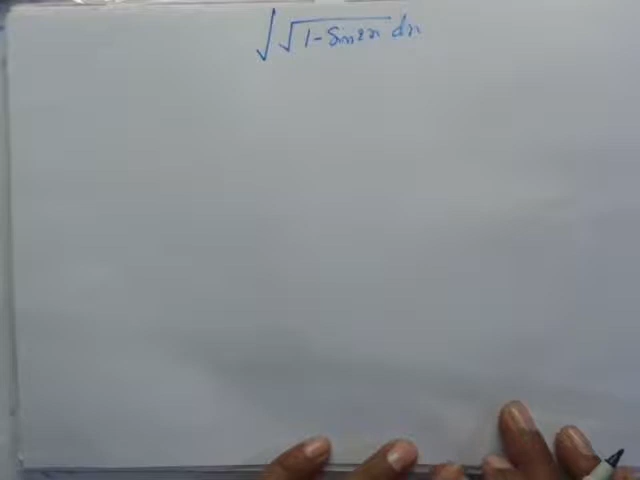 ∫ √(1 - Sin2x) dx